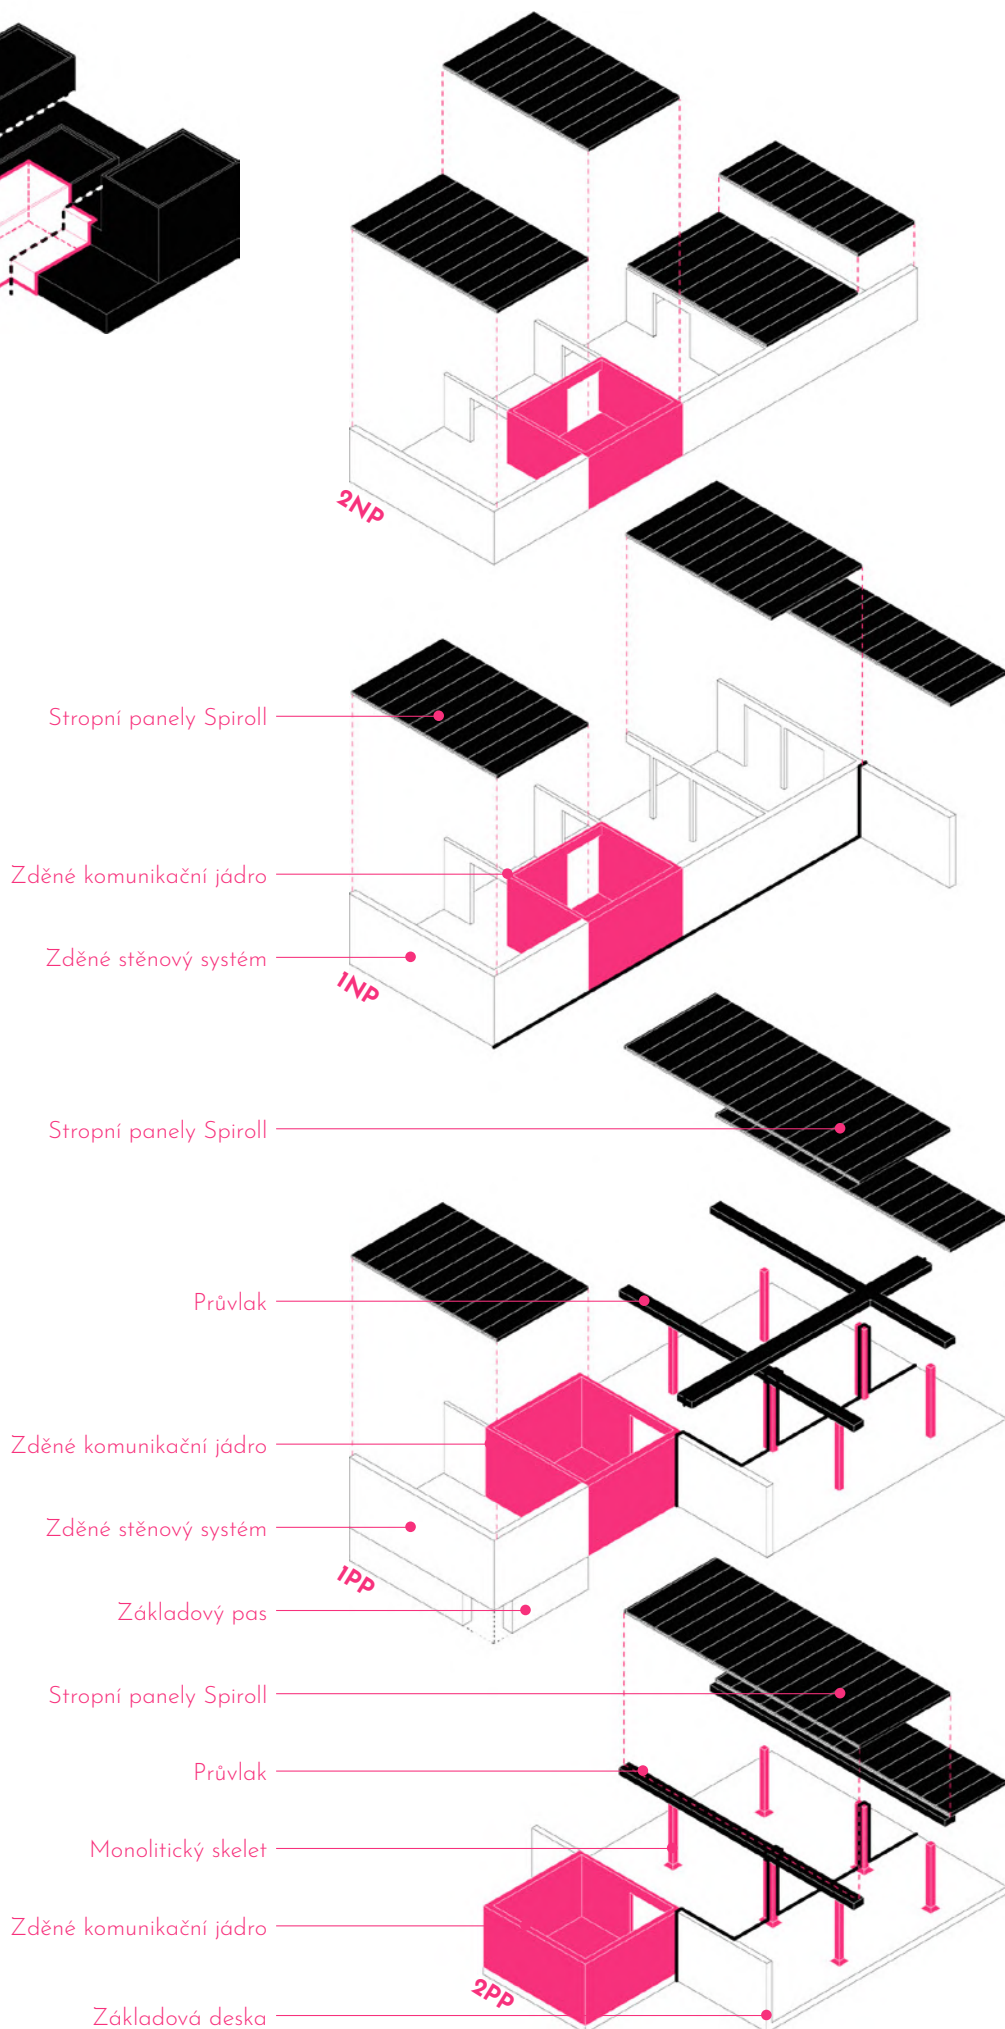 2NP
Stropní panely Spiroll
Zděné komunikační jádro
Zděné stěnový systém
1NP
Stropní panely Spiroll
Průvlak
Zděné komunikační jádro
Zděné stěnový systém
1PP
Základový pas
Stropní panely Spiroll
Průvlak
Monolitický skelet
Zděné komunikační jádro
2PP
Základová deska